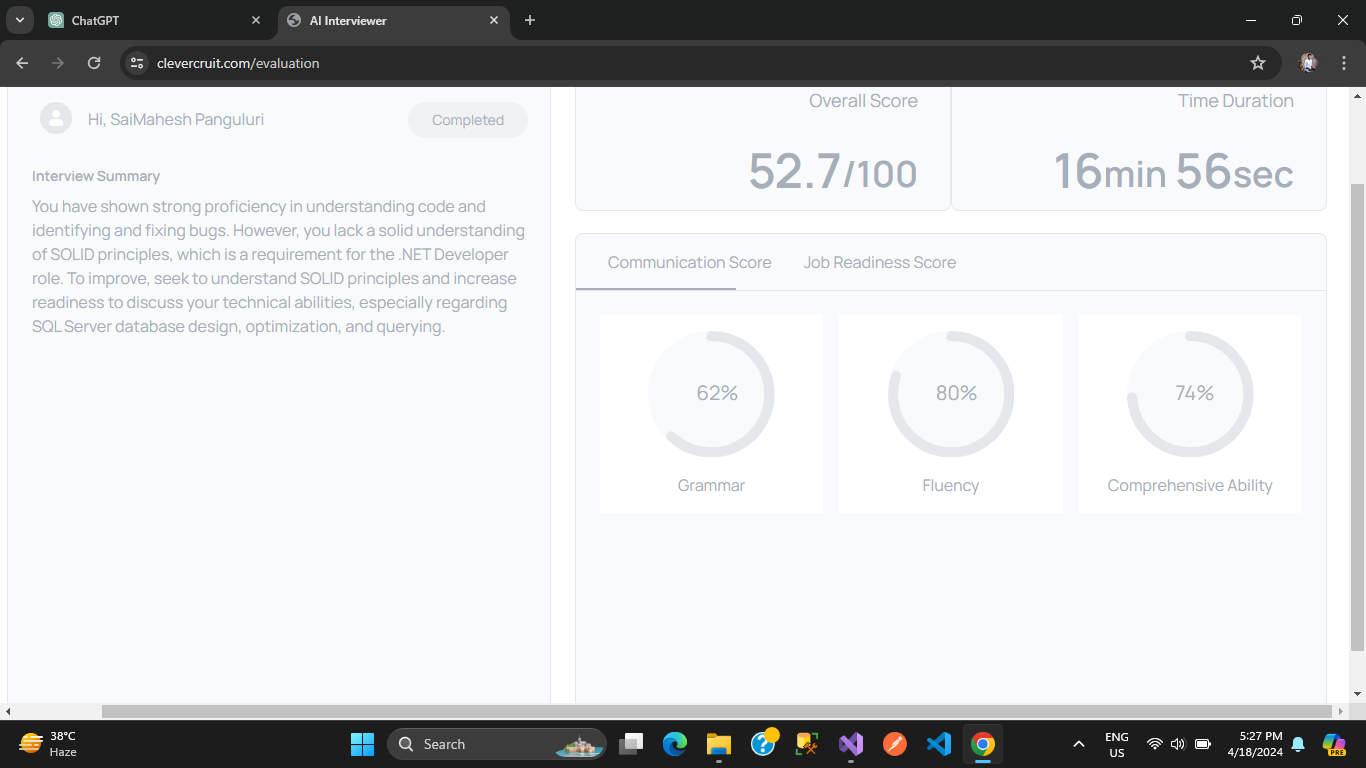 ChatGPT
AI Interviewer
clevercruit.com/evaluation
Hi, SaiMahesh Panguluri
Completed
Interview Summary
You have shown strong proficiency in understanding code and
identifying and fixing bugs. However, you lack a solid understanding
of SOLID principles, which is a requirement for the .NET Developer
role. To improve, seek to understand SOLID principles and increase
readiness to discuss your technical abilities, especially regarding
SQL Server database design, optimization, and querying.
Overall Score
52.7/100
Time Duration
16min 56sec
Communication Score
Job Readiness Score
62%
Grammar
80%
Fluency
74%
Comprehensive Ability
38°C
Haze
Search
ENG
US
5:27 PM
4/18/2024
PRE